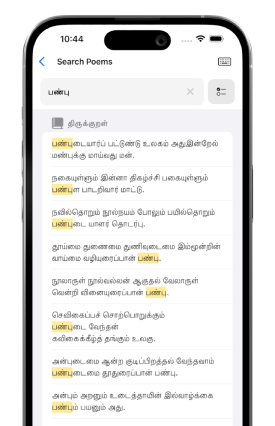 10:44
Search Poems
பண்பு
திருக்குறள்
பண்புடையார்ப் பட்டுண்டு உலகம் அதுஇன்றேல்
மண்புக்கு மாய்வது மன்.
நகையுள்ளும் இன்னா திகழ்ச்சி பகையுள்ளும்
பண்புள பாடறிவார் மாட்டு.
நவில்தொறும் நூல்நயம் போலும் பயில்தொறும்
பண்புடை யாளர் தொடர்பு.
தூய்மை துணைமை துணிவுடைமை இம்மூன்றின்
வாய்மை வழியுரைப்பான் பண்பு.
நூலாருள் நூல்வல்லன் ஆகுதல் வேலாருள்
வென்றி வினையுரைப்பான் பண்பு.
செவிகைப்பச் சொற்பொறுக்கும்
பண்புடை வேந்தன்
கவிகைக்கீழ்த் தங்கும் உலகு.
அன்புடைமை ஆன்ற குடிப்பிறத்தல் வேந்தவாம்
பண்புடைமை தூதுரைப்பான் பண்பு.
அன்பும் அறனும் உடைத்தாயின் இல்வாழ்க்கை
பண்பும் பயனும் அது.